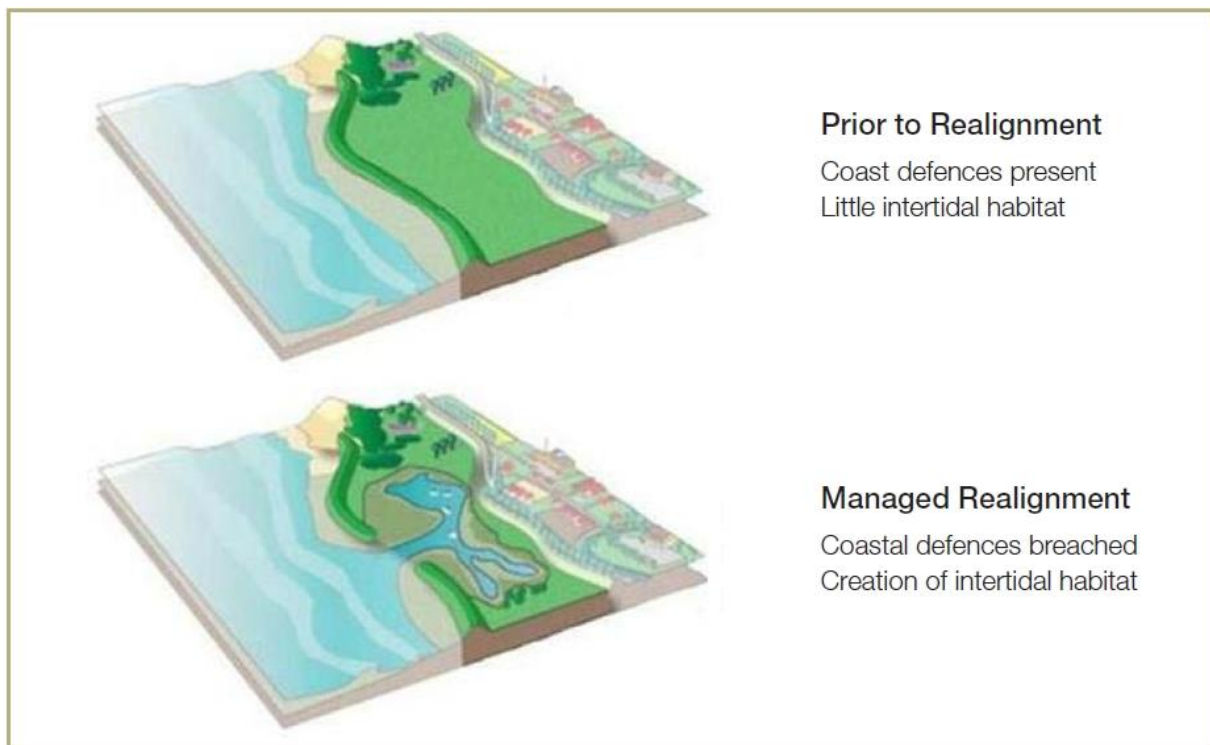 Prior to Realignment
Coast defences present
Little intertidal habitat
Managed Realignment
Coastal defences breached
Creation of intertidal habitat